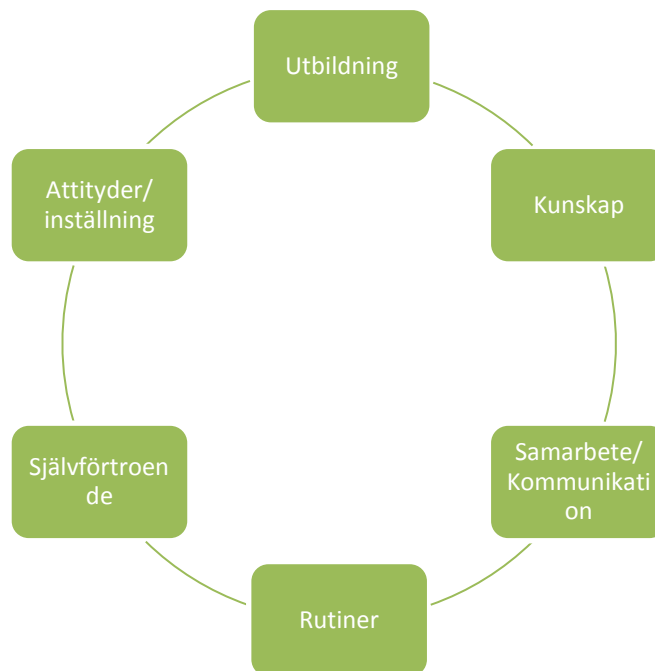 Utbildning
Kunskap
Samarbete/
Kommunikati
on
Rutiner
Självförtroen
de
Attityder/
inställning